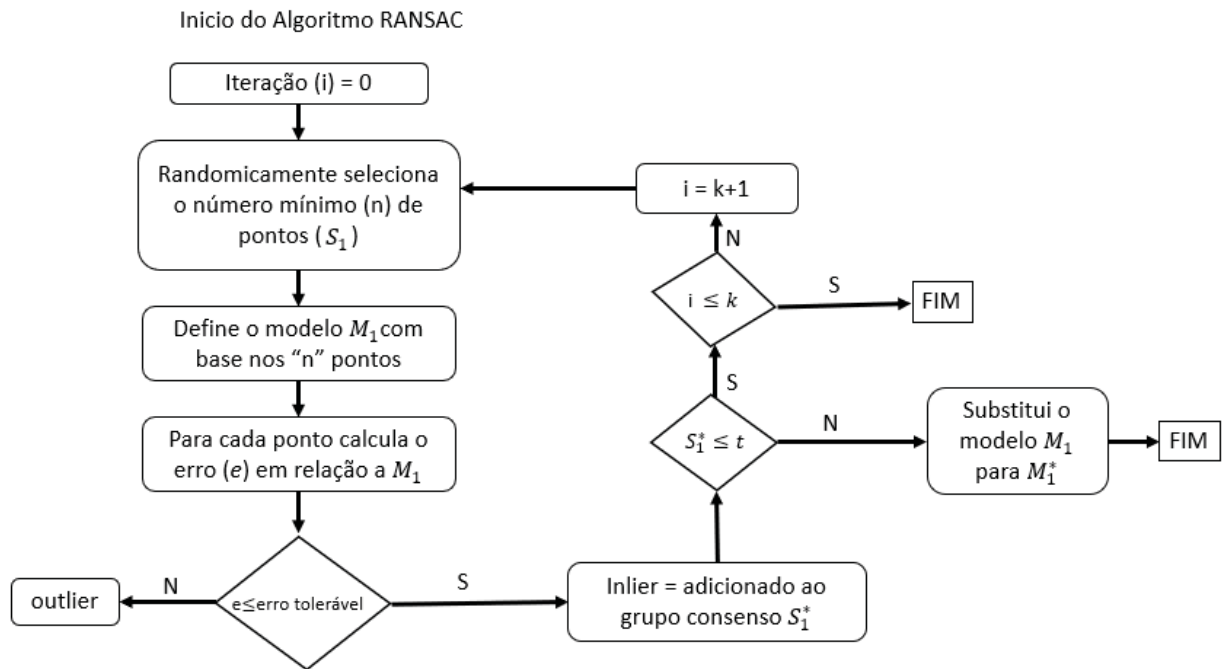 Inicio do Algoritmo RANSAC
Iteração (i) = 0
Randomicamente seleciona
o número mínimo (n) de
pontos ( S₁ )
Define o modelo M₁ com
base nos “n” pontos
Para cada ponto calcula o
erro (e) em relação a M₁
e≤erro tolerável
N
outlier
S
Inlier = adicionado ao
grupo consenso S₁*
S₁* ≤ t
N
Substitui o
modelo M₁
para M₁*
FIM
S
i ≤ k
S
FIM
N
i = k+1